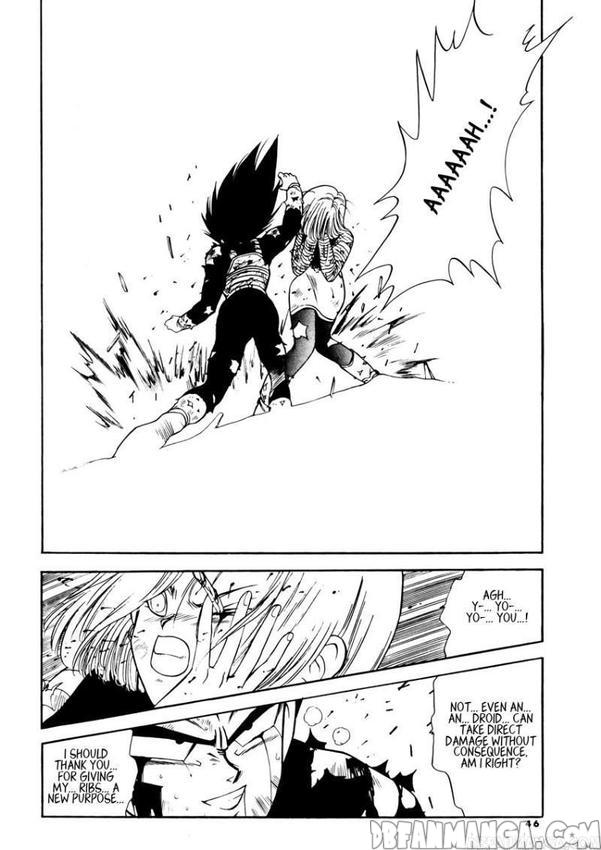 AAAAAAH...!
AGH...
Y-... YO-...
YO-... YOU...!
I SHOULD
THANK YOU...
FOR GIVING
MY... RIBS... A
NEW PURPOSE...
NOT... EVEN AN...
AN... DROID... CAN
TAKE DIRECT
DAMAGE WITHOUT
CONSEQUENCE,
AM I RIGHT?
46
DBFANMANGA.COM